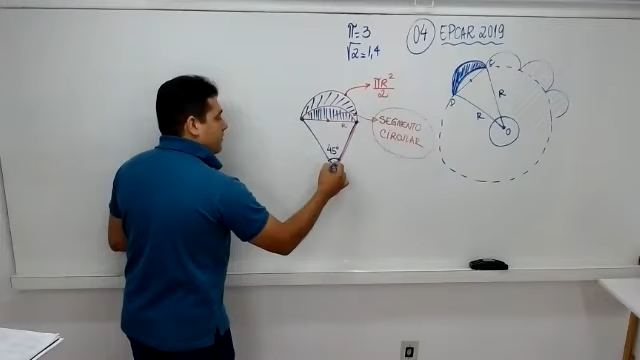 π=3
√2=1,4
04 EPCAR 2019
πR²
2
R
SEGMENTO
CIRCULAR
45°
R
R
O